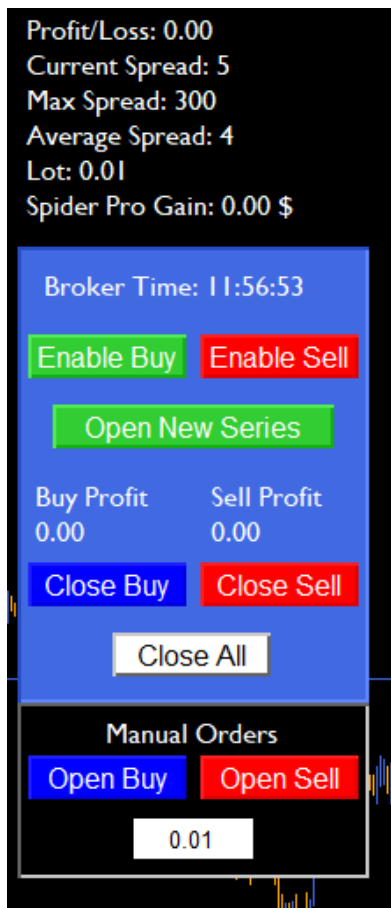 Profit/Loss: 0.00
Current Spread: 5
Max Spread: 300
Average Spread: 4
Lot: 0.01
Spider Pro Gain: 0.00 $
Broker Time: 11:56:53
Enable Buy Enable Sell
Open New Series
Buy Profit Sell Profit
0.00 0.00
Close Buy Close Sell
Close All
Manual Orders
Open Buy Open Sell
0.01